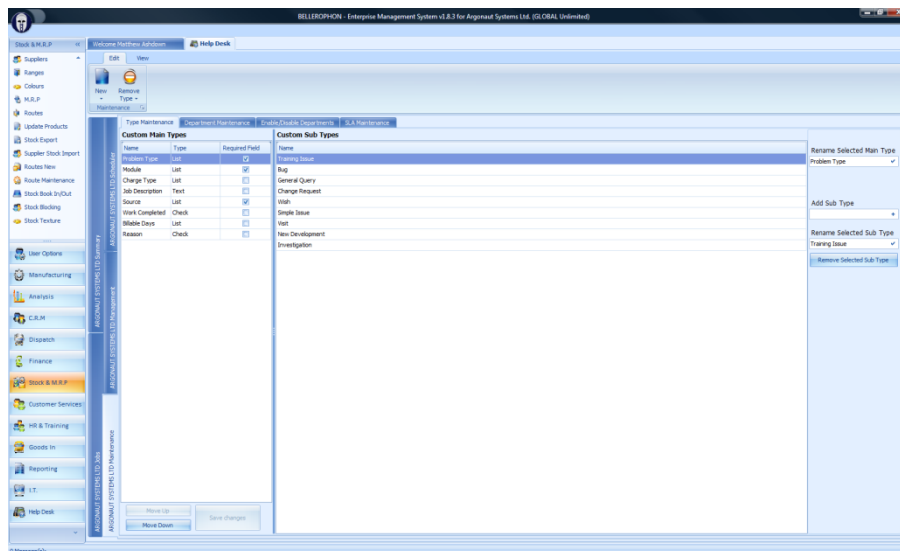 BELLEROPHON - Enterprise Management System v1.8.3 for Argonaut Systems Ltd. (GLOBAL Unlimited)
Stock & M.R.P
Welcome Matthew Ashdown
Help Desk
Suppliers
Ranges
Colours
M.R.P
Routes
Update Products
Stock Export
Supplier Stock Import
Routes New
Route Maintenance
Stock Book In/Out
Stock Blocking
Stock Texture
User Options
Manufacturing
Analysis
C.R.M
Dispatch
Finance
Stock & M.R.P
Customer Services
HR & Training
Goods In
Reporting
I.T.
Help Desk
Edit View
New Remove Type
Maintenance
ARGONAUT SYSTEMS LTD Summary
ARGONAUT SYSTEMS LTD Jobs
ARGONAUT SYSTEMS LTD Scheduler
ARGONAUT SYSTEMS LTD Management
ARGONAUT SYSTEMS LTD Maintenance
Type Maintenance Department Maintenance Enable/Disable Departments SLA Maintenance
Custom Main Types
Name Type Required Field
Problem Type List
Module List
Charge Type List
Job Description Text
Source List
Work Completed Check
Billable Days List
Reason Check
Move Up
Move Down
Save changes
Custom Sub Types
Name
Training Issue
Bug
General Query
Change Request
Wish
Simple Issue
Visit
New Development
Investigation
Rename Selected Main Type
Problem Type
Add Sub Type
Rename Selected Sub Type
Training Issue
Remove Selected Sub Type